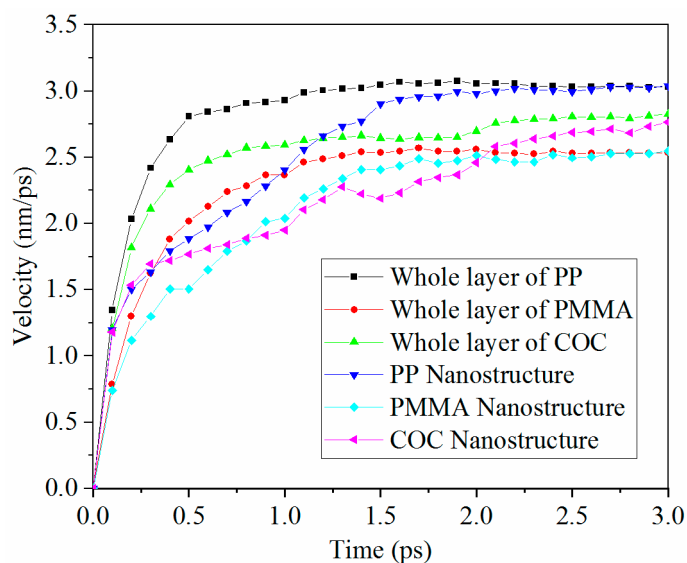 3.5
3.0
2.5
2.0
1.5
1.0
0.5
0.0
Velocity (nm/ps)
Whole layer of PP
Whole layer of PMMA
Whole layer of COC
PP Nanostructure
PMMA Nanostructure
COC Nanostructure
0.0 0.5 1.0 1.5 2.0 2.5 3.0
Time (ps)